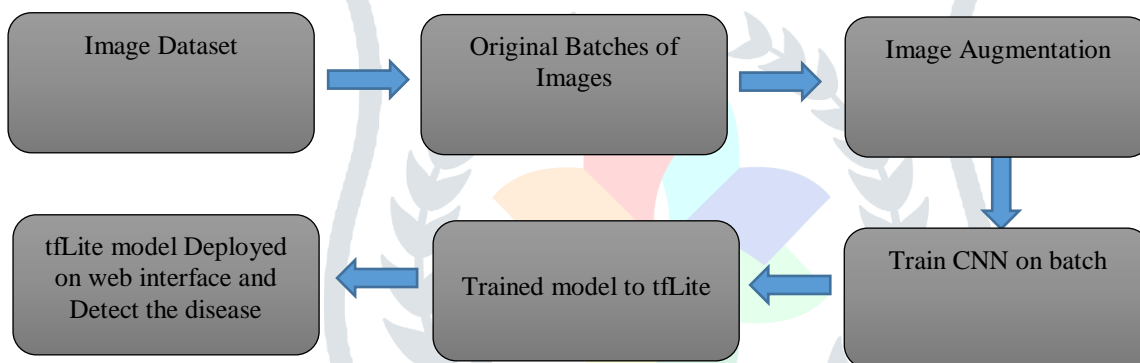 Image Dataset
Original Batches of
Images
Image Augmentation
Train CNN on batch
Trained model to tfLite
tfLite model Deployed
on web interface and
Detect the disease